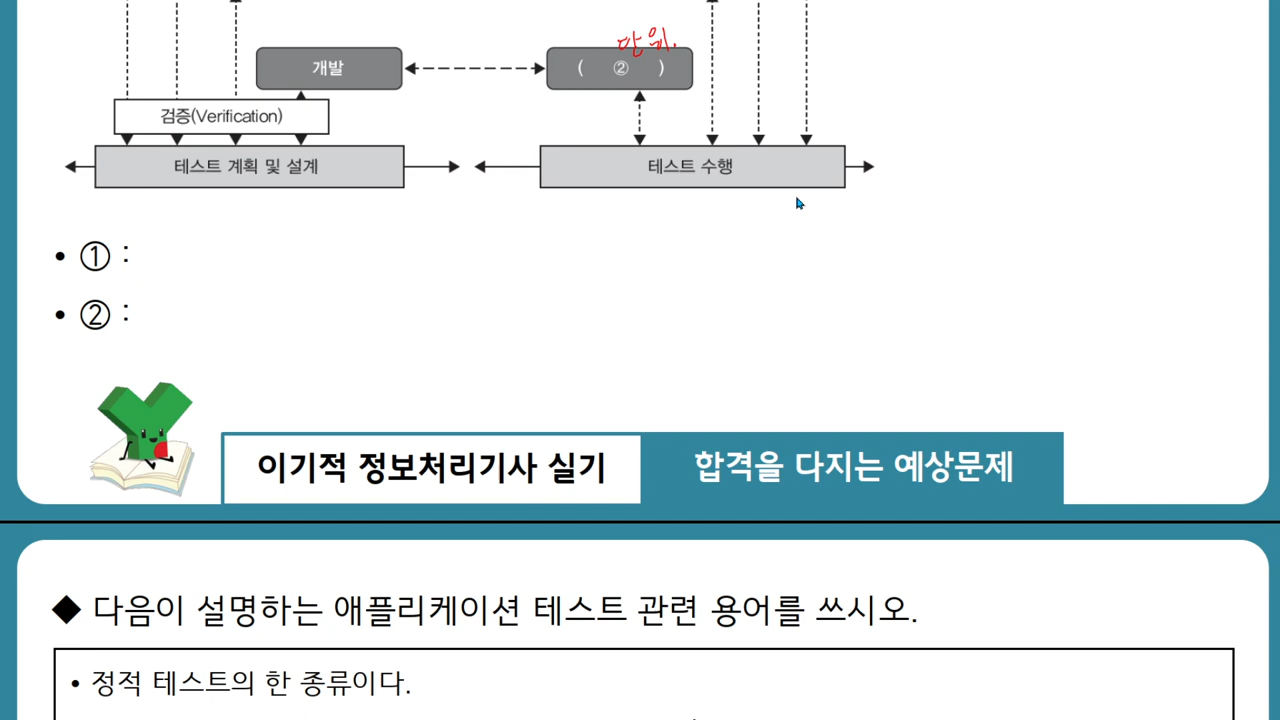 단위.
개발
( ② )
검증(Verification)
테스트 계획 및 설계
테스트 수행
• ① :
• ② :
이기적 정보처리기사 실기
합격을 다지는 예상문제
◆ 다음이 설명하는 애플리케이션 테스트 관련 용어를 쓰시오.
• 정적 테스트의 한 종류이다.